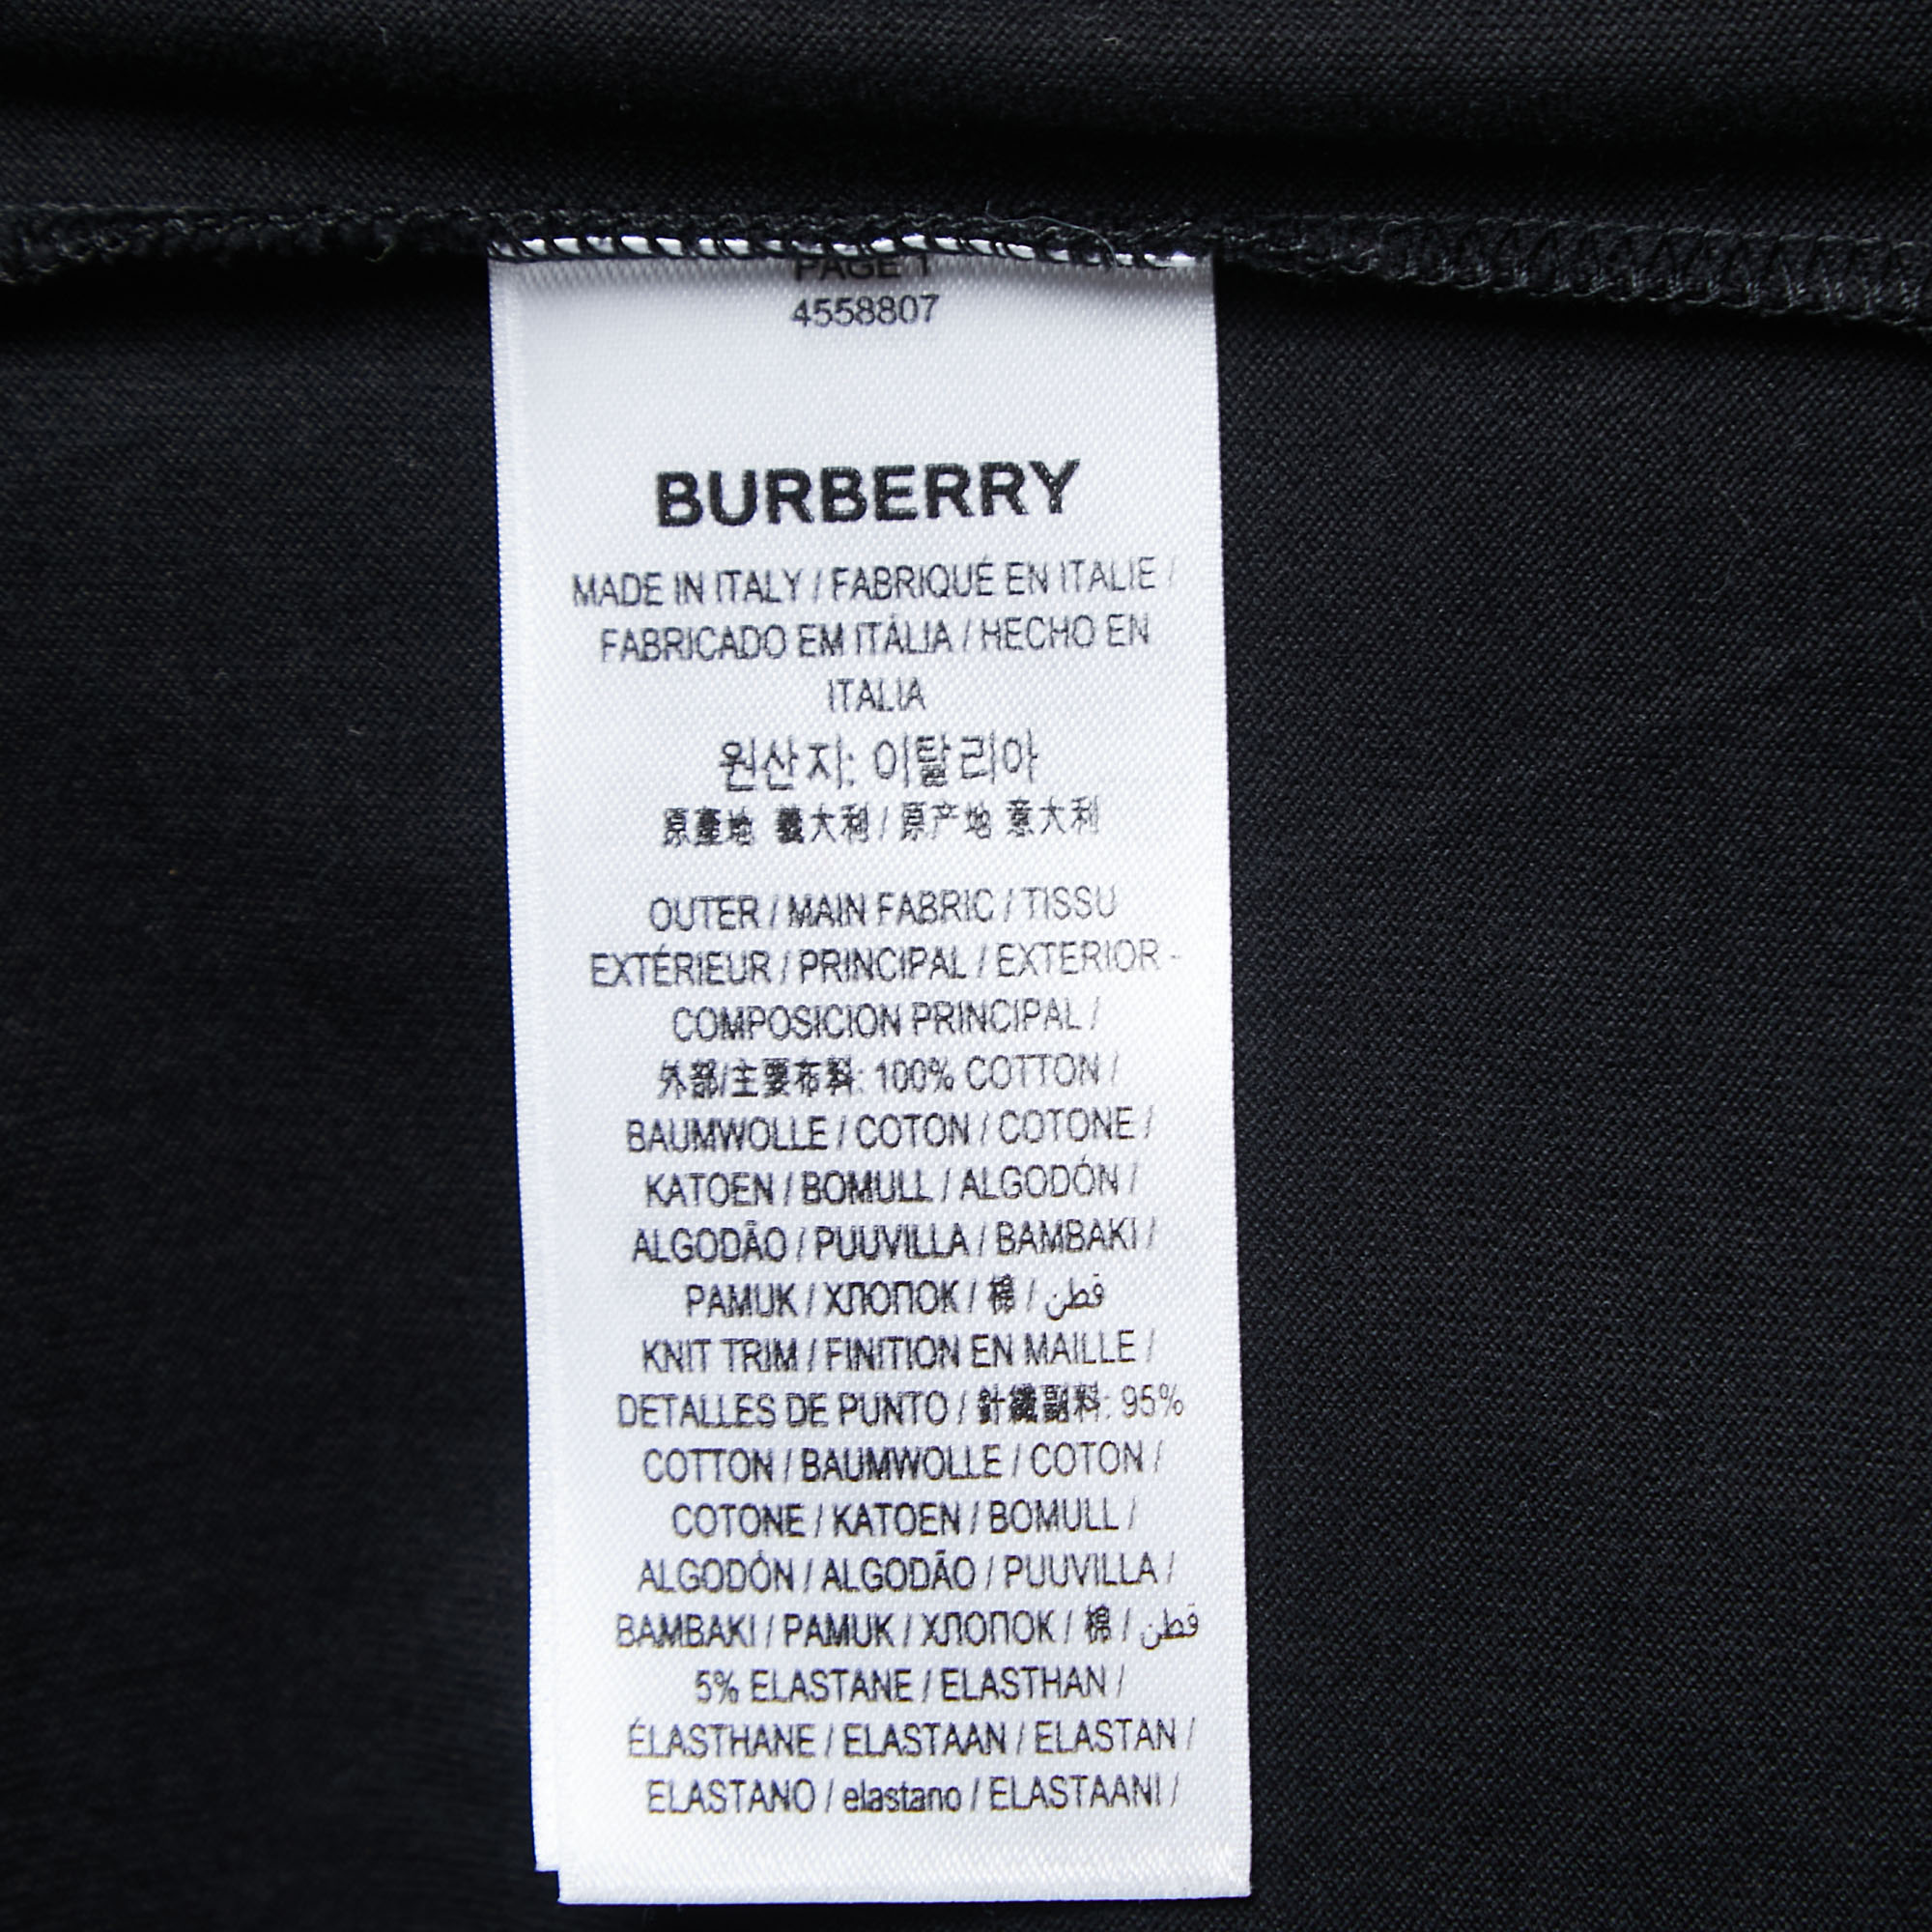 PAGE 1
4558807
BURBERRY
MADE IN ITALY / FABRIQUÉ EN ITALIE /
FABRICADO EM ITÁLIA / HECHO EN
ITALIA
원산지: 이탈리아
原產地 義大利 / 原产地 意大利
OUTER / MAIN FABRIC / TISSU
EXTÉRIEUR / PRINCIPAL / EXTERIOR -
COMPOSICION PRINCIPAL /
外部/主要布料: 100% COTTON /
BAUMWOLLE / COTON / COTONE /
KATOEN / BOMULL / ALGODÓN /
ALGODÃO / PUUVILLA / BAMBAKI /
PAMUK / ХЛОПОК / 棉 / قطن
KNIT TRIM / FINITION EN MAILLE /
DETALLES DE PUNTO / 針織副料: 95%
COTTON / BAUMWOLLE / COTON /
COTONE / KATOEN / BOMULL /
ALGODÓN / ALGODÃO / PUUVILLA /
BAMBAKI / PAMUK / ХЛОПОК / 棉 / قطن
5% ELASTANE / ELASTHAN /
ÉLASTHANE / ELASTAAN / ELASTAN /
ELASTANO / elastano / ELASTAANI /